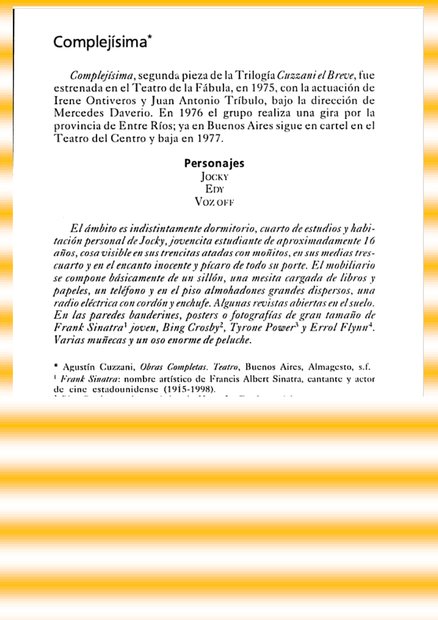 Complejísima*
Complejísima, segunda pieza de la Trilogía Cuzzani el Breve, fue
estrenada en el Teatro de la Fábula, en 1975, con la actuación de
Irene Ontiveros y Juan Antonio Tríbulo, bajo la dirección de
Mercedes Daverio. En 1976 el grupo realiza una gira por la
provincia de Entre Ríos; ya en Buenos Aires sigue en cartel en el
Teatro del Centro y baja en 1977.
Personajes
JOCKY
EDY
VOZ OFF
El ámbito es indistintamente dormitorio, cuarto de estudios y habi-
tación personal de Jocky, jovencita estudiante de aproximadamente 16
años, cosa visible en sus trencitas atadas con moñitos, en sus medias tres-
cuarto y en el encanto inocente y pícaro de todo su porte. El mobiliario
se compone básicamente de un sillón, una mesita cargada de libros y
papeles, un teléfono y en el piso almohadones grandes dispersos, una
radio eléctrica con cordón y enchufe. Algunas revistas abiertas en el suelo.
En las paredes banderines, posters o fotografías de gran tamaño de
Frank Sinatra¹ joven, Bing Crosby², Tyrone Power³ y Errol Flynn⁴.
Varias muñecas y un oso enorme de peluche.
* Agustín Cuzzani, Obras Completas. Teatro, Buenos Aires, Almagesto, s.f.
¹ Frank Sinatra: nombre artístico de Francis Albert Sinatra, cantante y actor
de cine estadounidense (1915-1998).